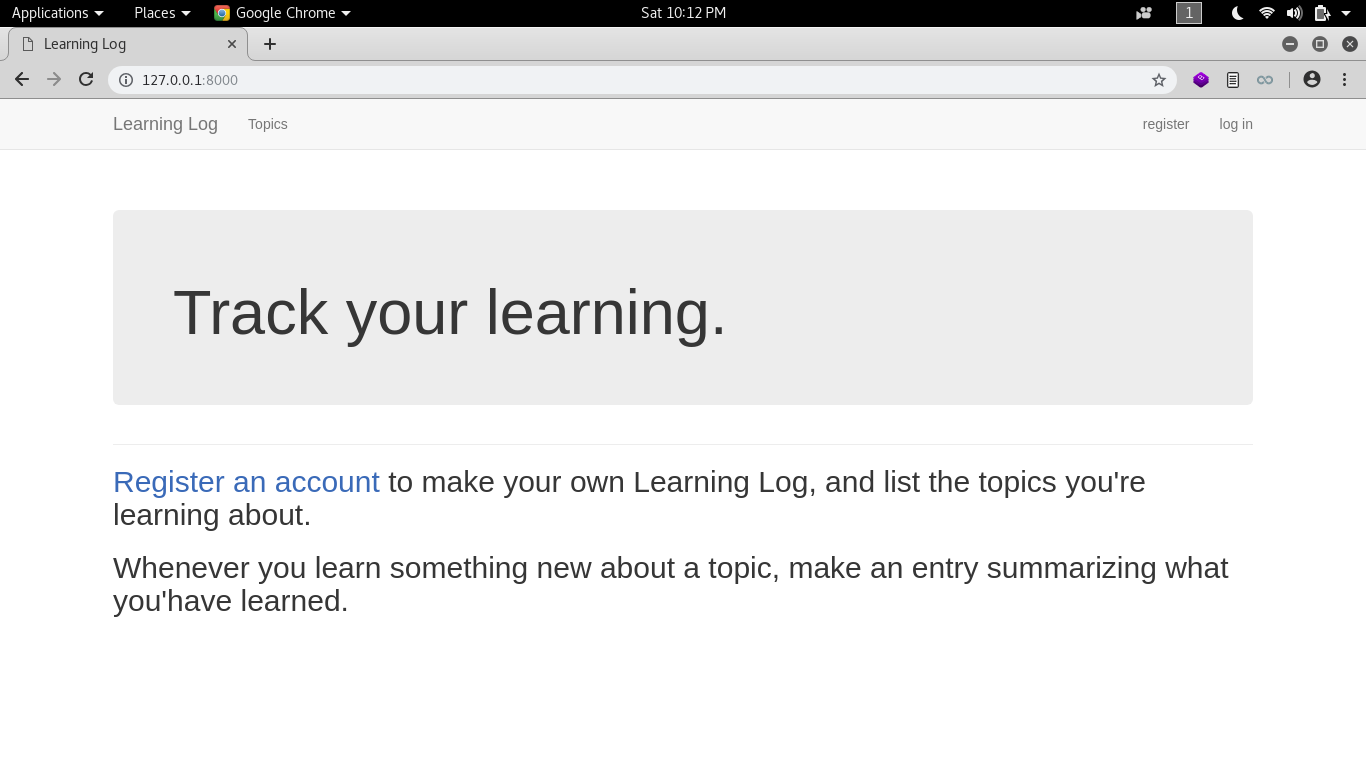 Applications Places Google Chrome Sat 10:12 PM 1
Learning Log
127.0.0.1:8000
Learning Log Topics register log in
Track your learning.
Register an account to make your own Learning Log, and list the topics you're
learning about.
Whenever you learn something new about a topic, make an entry summarizing what
you'have learned.